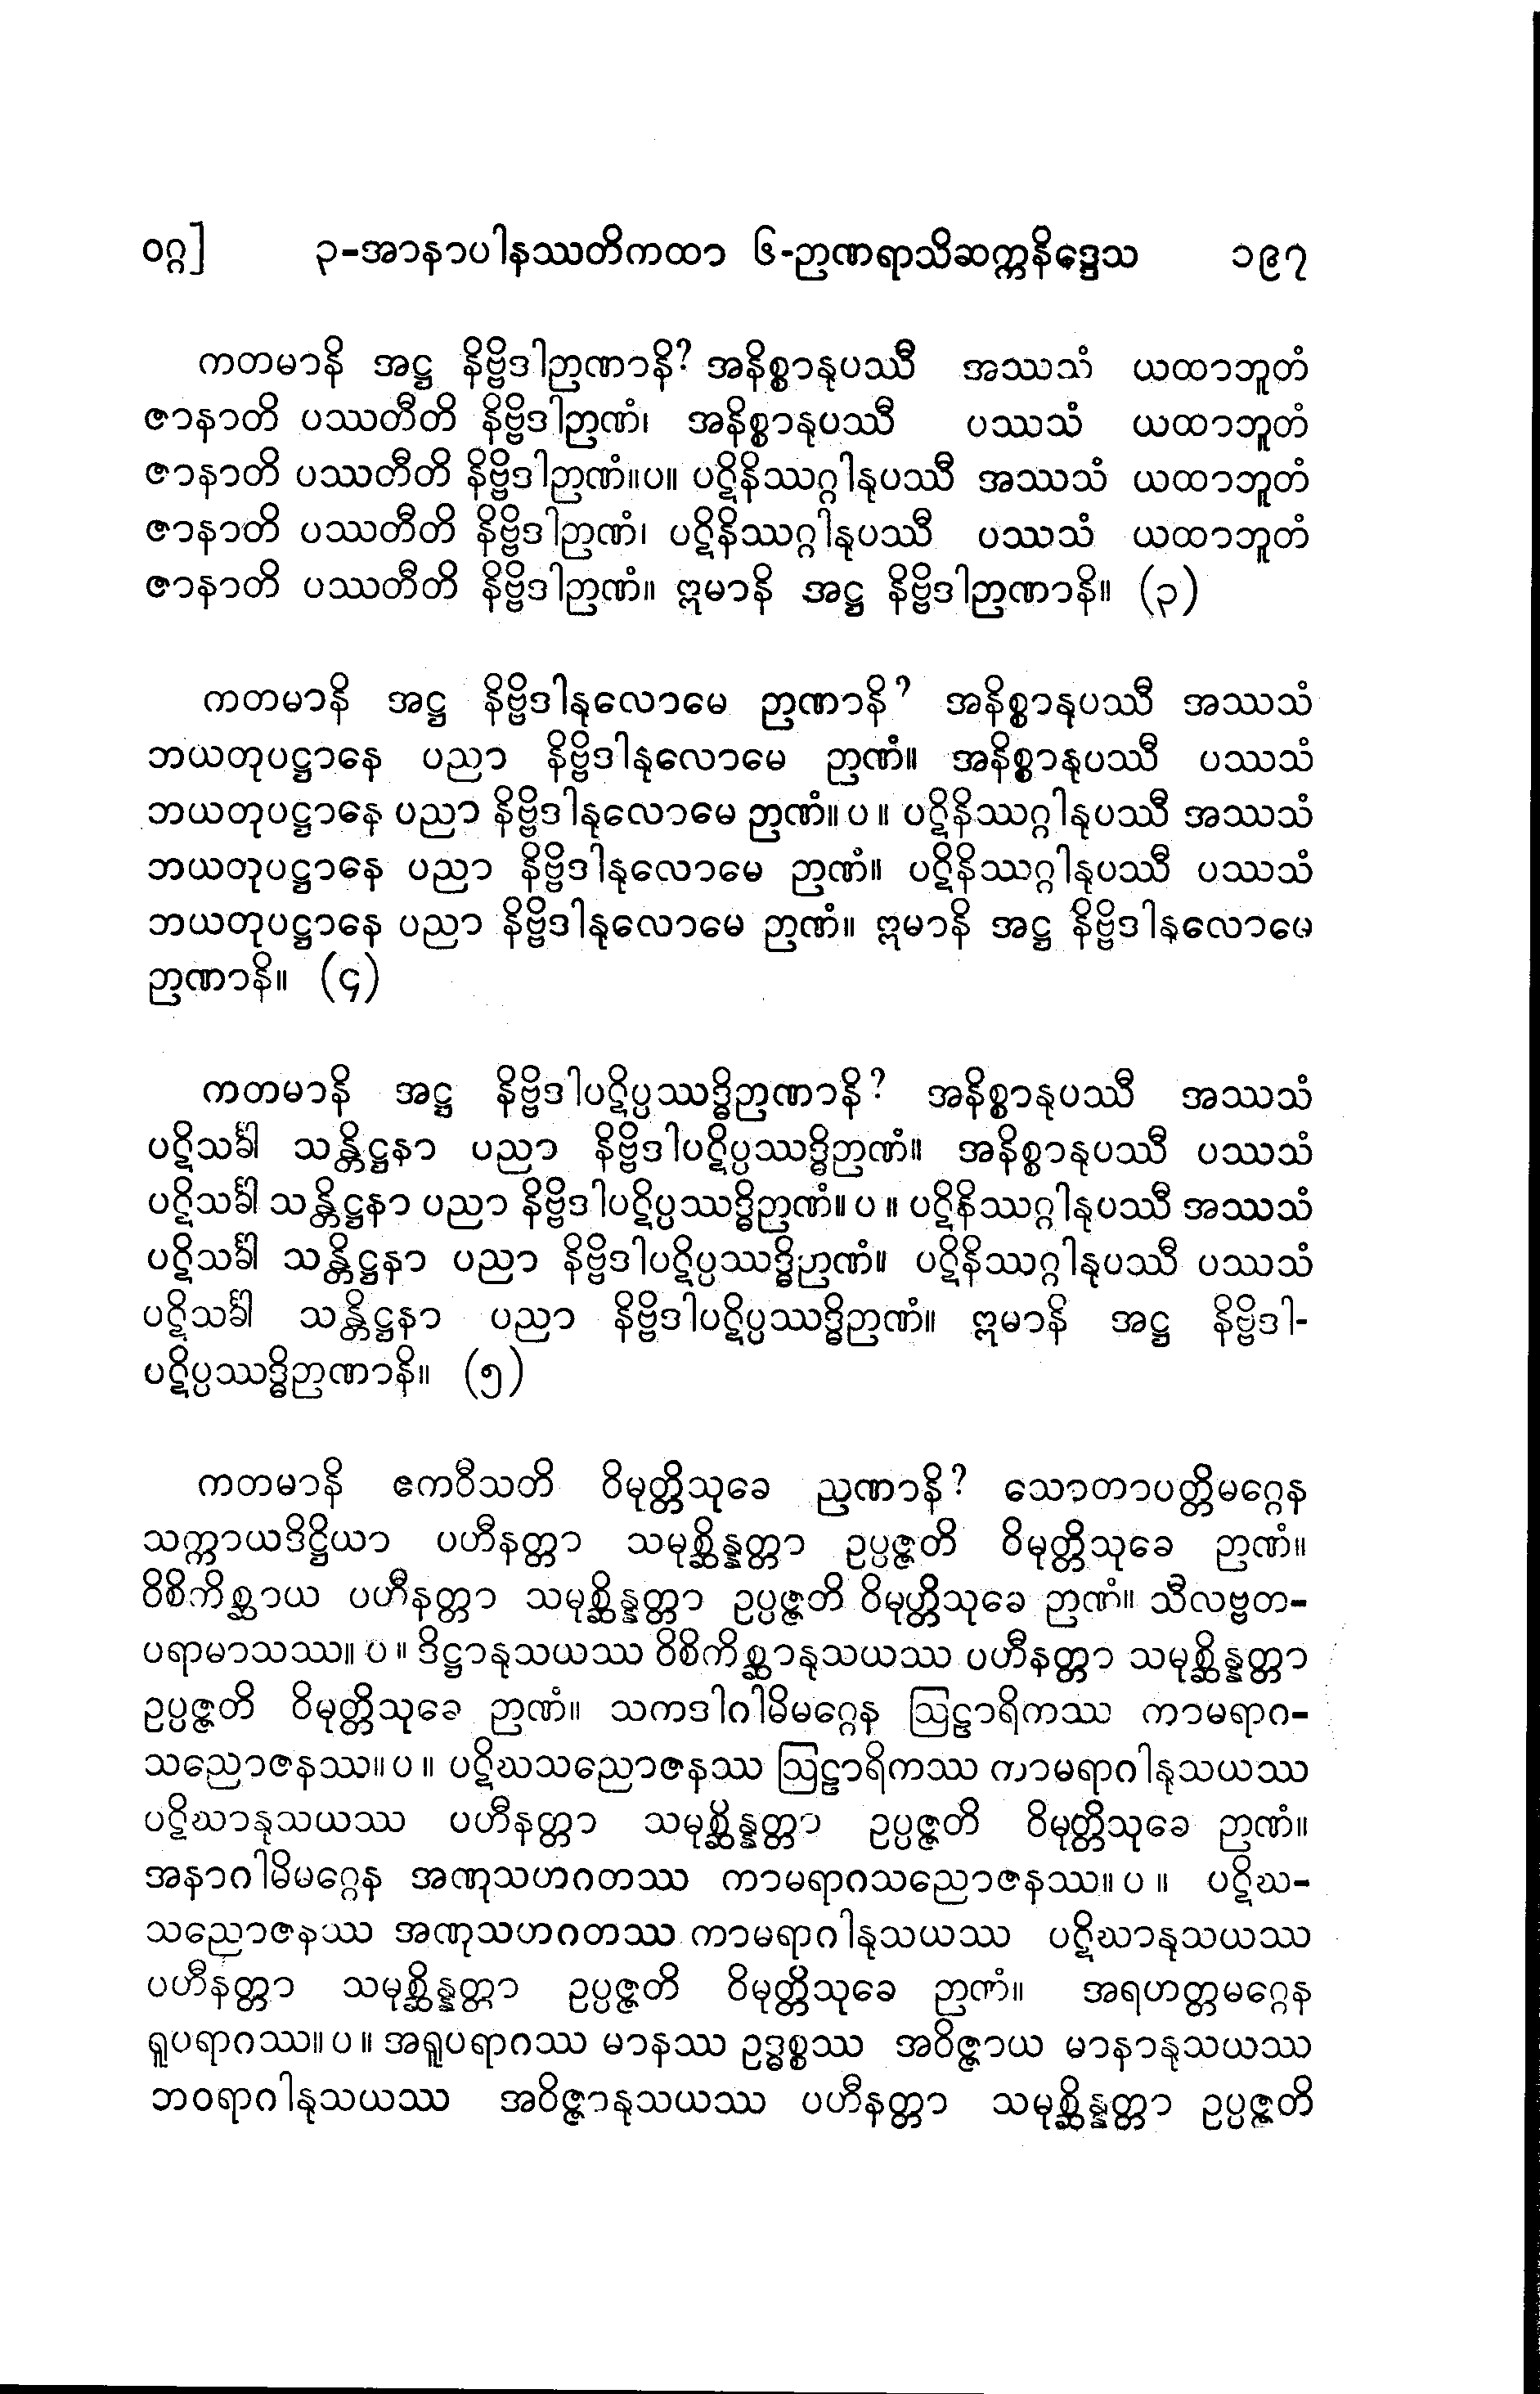 ဝဂ္ဂ] ၃-အာနာပါနဿတိကထာ ၆-ဉာဏရာသိဆက္ကနိဒ္ဒေသ ၁၉၇
ကတမာနိ အဋ္ဌ နိဗ္ဗိဒါဉာဏာနိ? အနိစ္စာနုပဿီ အဿသံ ယထာဘူတံ
ဇာနာတိ ပဿတီတိ နိဗ္ဗိဒါဉာဏံ၊ အနိစ္စာနုပဿီ ပဿသံ ယထာဘူတံ
ဇာနာတိ ပဿတီတိ နိဗ္ဗိဒါဉာဏံ။ပ။ ပဋိနိဿဂ္ဂါနုပဿီ အဿသံ ယထာဘူတံ
ဇာနာတိ ပဿတီတိ နိဗ္ဗိဒါဉာဏံ၊ ပဋိနိဿဂ္ဂါနုပဿီ ပဿသံ ယထာဘူတံ
ဇာနာတိ ပဿတီတိ နိဗ္ဗိဒါဉာဏံ။ ဣမာနိ အဋ္ဌ နိဗ္ဗိဒါဉာဏာနိ။ (၃)
ကတမာနိ အဋ္ဌ နိဗ္ဗိဒါနုလောမေ ဉာဏာနိ? အနိစ္စာနုပဿီ အဿသံ
ဘယတုပဋ္ဌာနေ ပညာ နိဗ္ဗိဒါနုလောမေ ဉာဏံ။ အနိစ္စာနုပဿီ ပဿသံ
ဘယတုပဋ္ဌာနေ ပညာ နိဗ္ဗိဒါနုလောမေ ဉာဏံ။ ပ ။ ပဋိနိဿဂ္ဂါနုပဿီ အဿသံ
ဘယတုပဋ္ဌာနေ ပညာ နိဗ္ဗိဒါနုလောမေ ဉာဏံ။ ပဋိနိဿဂ္ဂါနုပဿီ ပဿသံ
ဘယတုပဋ္ဌာနေ ပညာ နိဗ္ဗိဒါနုလောမေ ဉာဏံ။ ဣမာနိ အဋ္ဌ နိဗ္ဗိဒါနုလောမေ
ဉာဏာနိ။ (၄)
ကတမာနိ အဋ္ဌ နိဗ္ဗိဒါပဋိပ္ပဿဒ္ဓိဉာဏာနိ? အနိစ္စာနုပဿီ အဿသံ
ပဋိသင်္ခါ သန္တိဋ္ဌနာ ပညာ နိဗ္ဗိဒါပဋိပ္ပဿဒ္ဓိဉာဏံ။ အနိစ္စာနုပဿီ ပဿသံ
ပဋိသင်္ခါ သန္တိဋ္ဌနာ ပညာ နိဗ္ဗိဒါပဋိပ္ပဿဒ္ဓိဉာဏံ။ ပ ။ ပဋိနိဿဂ္ဂါနုပဿီ အဿသံ
ပဋိသင်္ခါ သန္တိဋ္ဌနာ ပညာ နိဗ္ဗိဒါပဋိပ္ပဿဒ္ဓိဉာဏံ။ ပဋိနိဿဂ္ဂါနုပဿီ ပဿသံ
ပဋိသင်္ခါ သန္တိဋ္ဌနာ ပညာ နိဗ္ဗိဒါပဋိပ္ပဿဒ္ဓိဉာဏံ။ ဣမာနိ အဋ္ဌ နိဗ္ဗိဒါ-
ပဋိပ္ပဿဒ္ဓိဉာဏာနိ။ (၅)
ကတမာနိ ဧကဝီသတိ ဝိမုတ္တိသုခေ ညဏာနိ? သောတာပတ္တိမဂ္ဂေန
သက္ကာယဒိဋ္ဌိယာ ပဟီနတ္တာ သမုစ္ဆိန္နတ္တာ ဥပ္ပဇ္ဇတိ ဝိမုတ္တိသုခေ ဉာဏံ။
ဝိစိကိစ္ဆာယ ပဟီနတ္တာ သမုစ္ဆိန္နတ္တာ ဥပ္ပဇ္ဇတိ ဝိမုတ္တိသုခေ ဉာဏံ။ သီလဗ္ဗတ-
ပရာမာသဿ။ ပ ။ ဒိဋ္ဌာနုသယဿ ဝိစိကိစ္ဆာနုသယဿ ပဟီနတ္တာ သမုစ္ဆိန္နတ္တာ
ဥပ္ပဇ္ဇတိ ဝိမုတ္တိသုခေ ဉာဏံ။ သကဒါဂါမိမဂ္ဂေန ဩဠာရိကဿ ကာမရာဂ-
သညောဇနဿ။ ပ ။ ပဋိဃသညောဇနဿ ဩဠာရိကဿ ကာမရာဂါနုသယဿ
ပဋိဃာနုသယဿ ပဟီနတ္တာ သမုစ္ဆိန္နတ္တာ ဥပ္ပဇ္ဇတိ ဝိမုတ္တိသုခေ ဉာဏံ။
အနာဂါမိမဂ္ဂေန အဏုသဟဂတဿ ကာမရာဂသညောဇနဿ။ ပ ။ ပဋိဃ-
သညောဇနဿ အဏုသဟဂတဿ ကာမရာဂါနုသယဿ ပဋိဃာနုသယဿ
ပဟီနတ္တာ သမုစ္ဆိန္နတ္တာ ဥပ္ပဇ္ဇတိ ဝိမုတ္တိသုခေ ဉာဏံ။ အရဟတ္တမဂ္ဂေန
ရူပရာဂဿ။ ပ ။ အရူပရာဂဿ မာနဿ ဥဒ္ဓစ္စဿ အဝိဇ္ဇာယ မာနာနုသယဿ
ဘဝရာဂါနုသယဿ အဝိဇ္ဇာနုသယဿ ပဟီနတ္တာ သမုစ္ဆိန္နတ္တာ ဥပ္ပဇ္ဇတိ